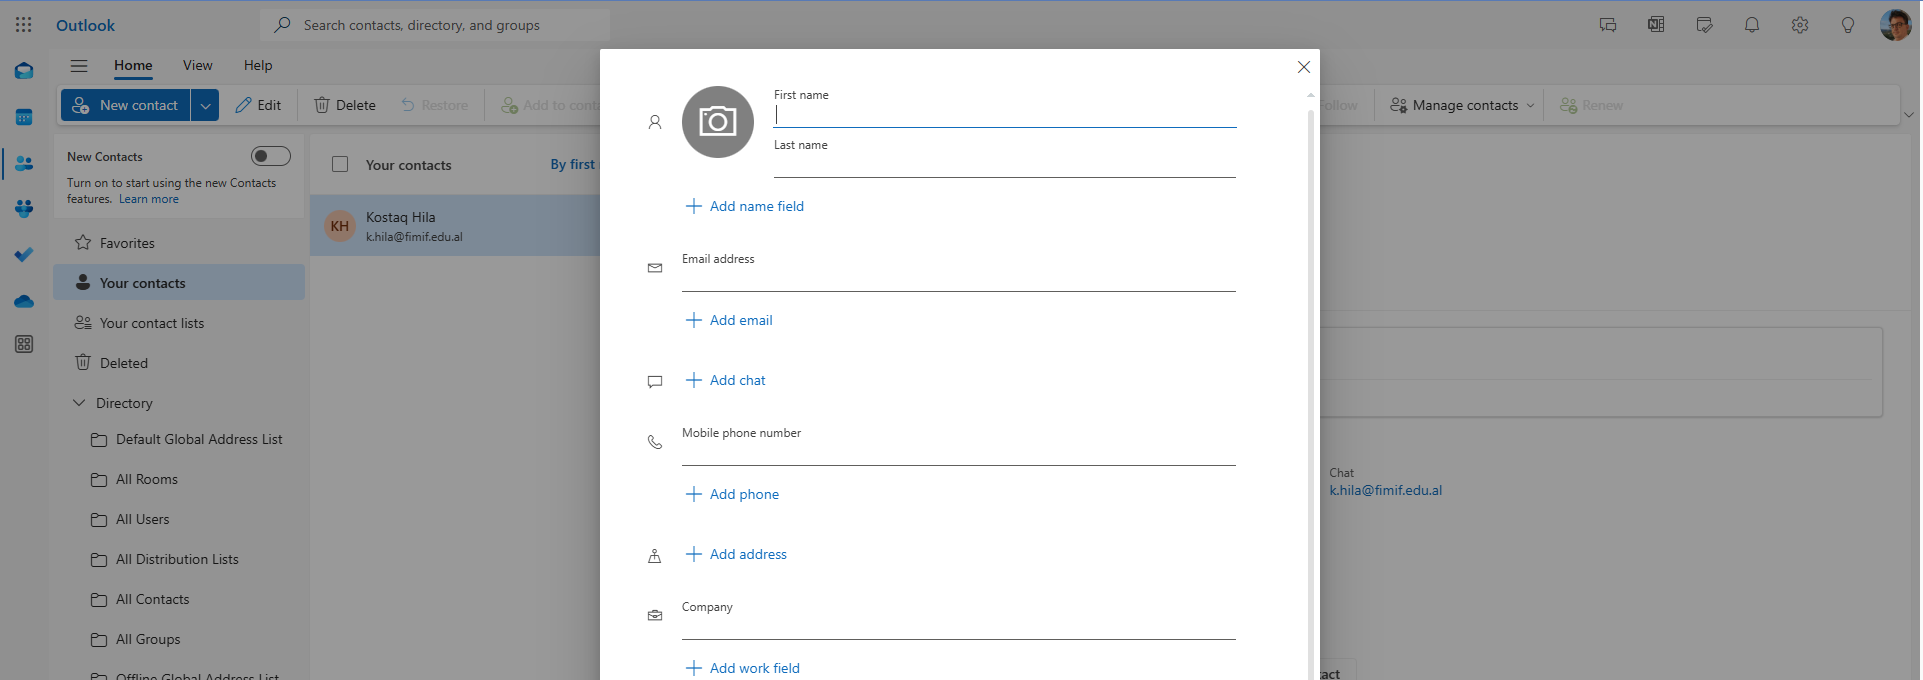 Outlook
Search contacts, directory, and groups
Home View Help
New contact Edit Delete Restore Add to conta Follow Manage contacts Renew
New Contacts
Turn on to start using the new Contacts
features. Learn more
Favorites
Your contacts
Your contact lists
Deleted
Directory
Default Global Address List
All Rooms
All Users
All Distribution Lists
All Contacts
All Groups
Offline Global Address List
Your contacts By first
KH
Kostaq Hila
k.hila@fimif.edu.al
First name
Last name
Add name field
Email address
Add email
Add chat
Mobile phone number
Add phone
Add address
Company
Add work field
Chat
k.hila@fimif.edu.al
act